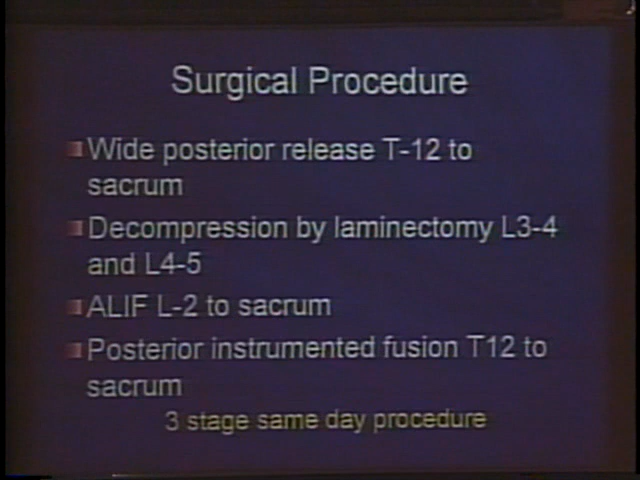 Surgical Procedure
Wide posterior release T-12 to
sacrum
Decompression by laminectomy L3-4
and L4-5
ALIF L-2 to sacrum
Posterior instrumented fusion T12 to
sacrum
3 stage same day procedure